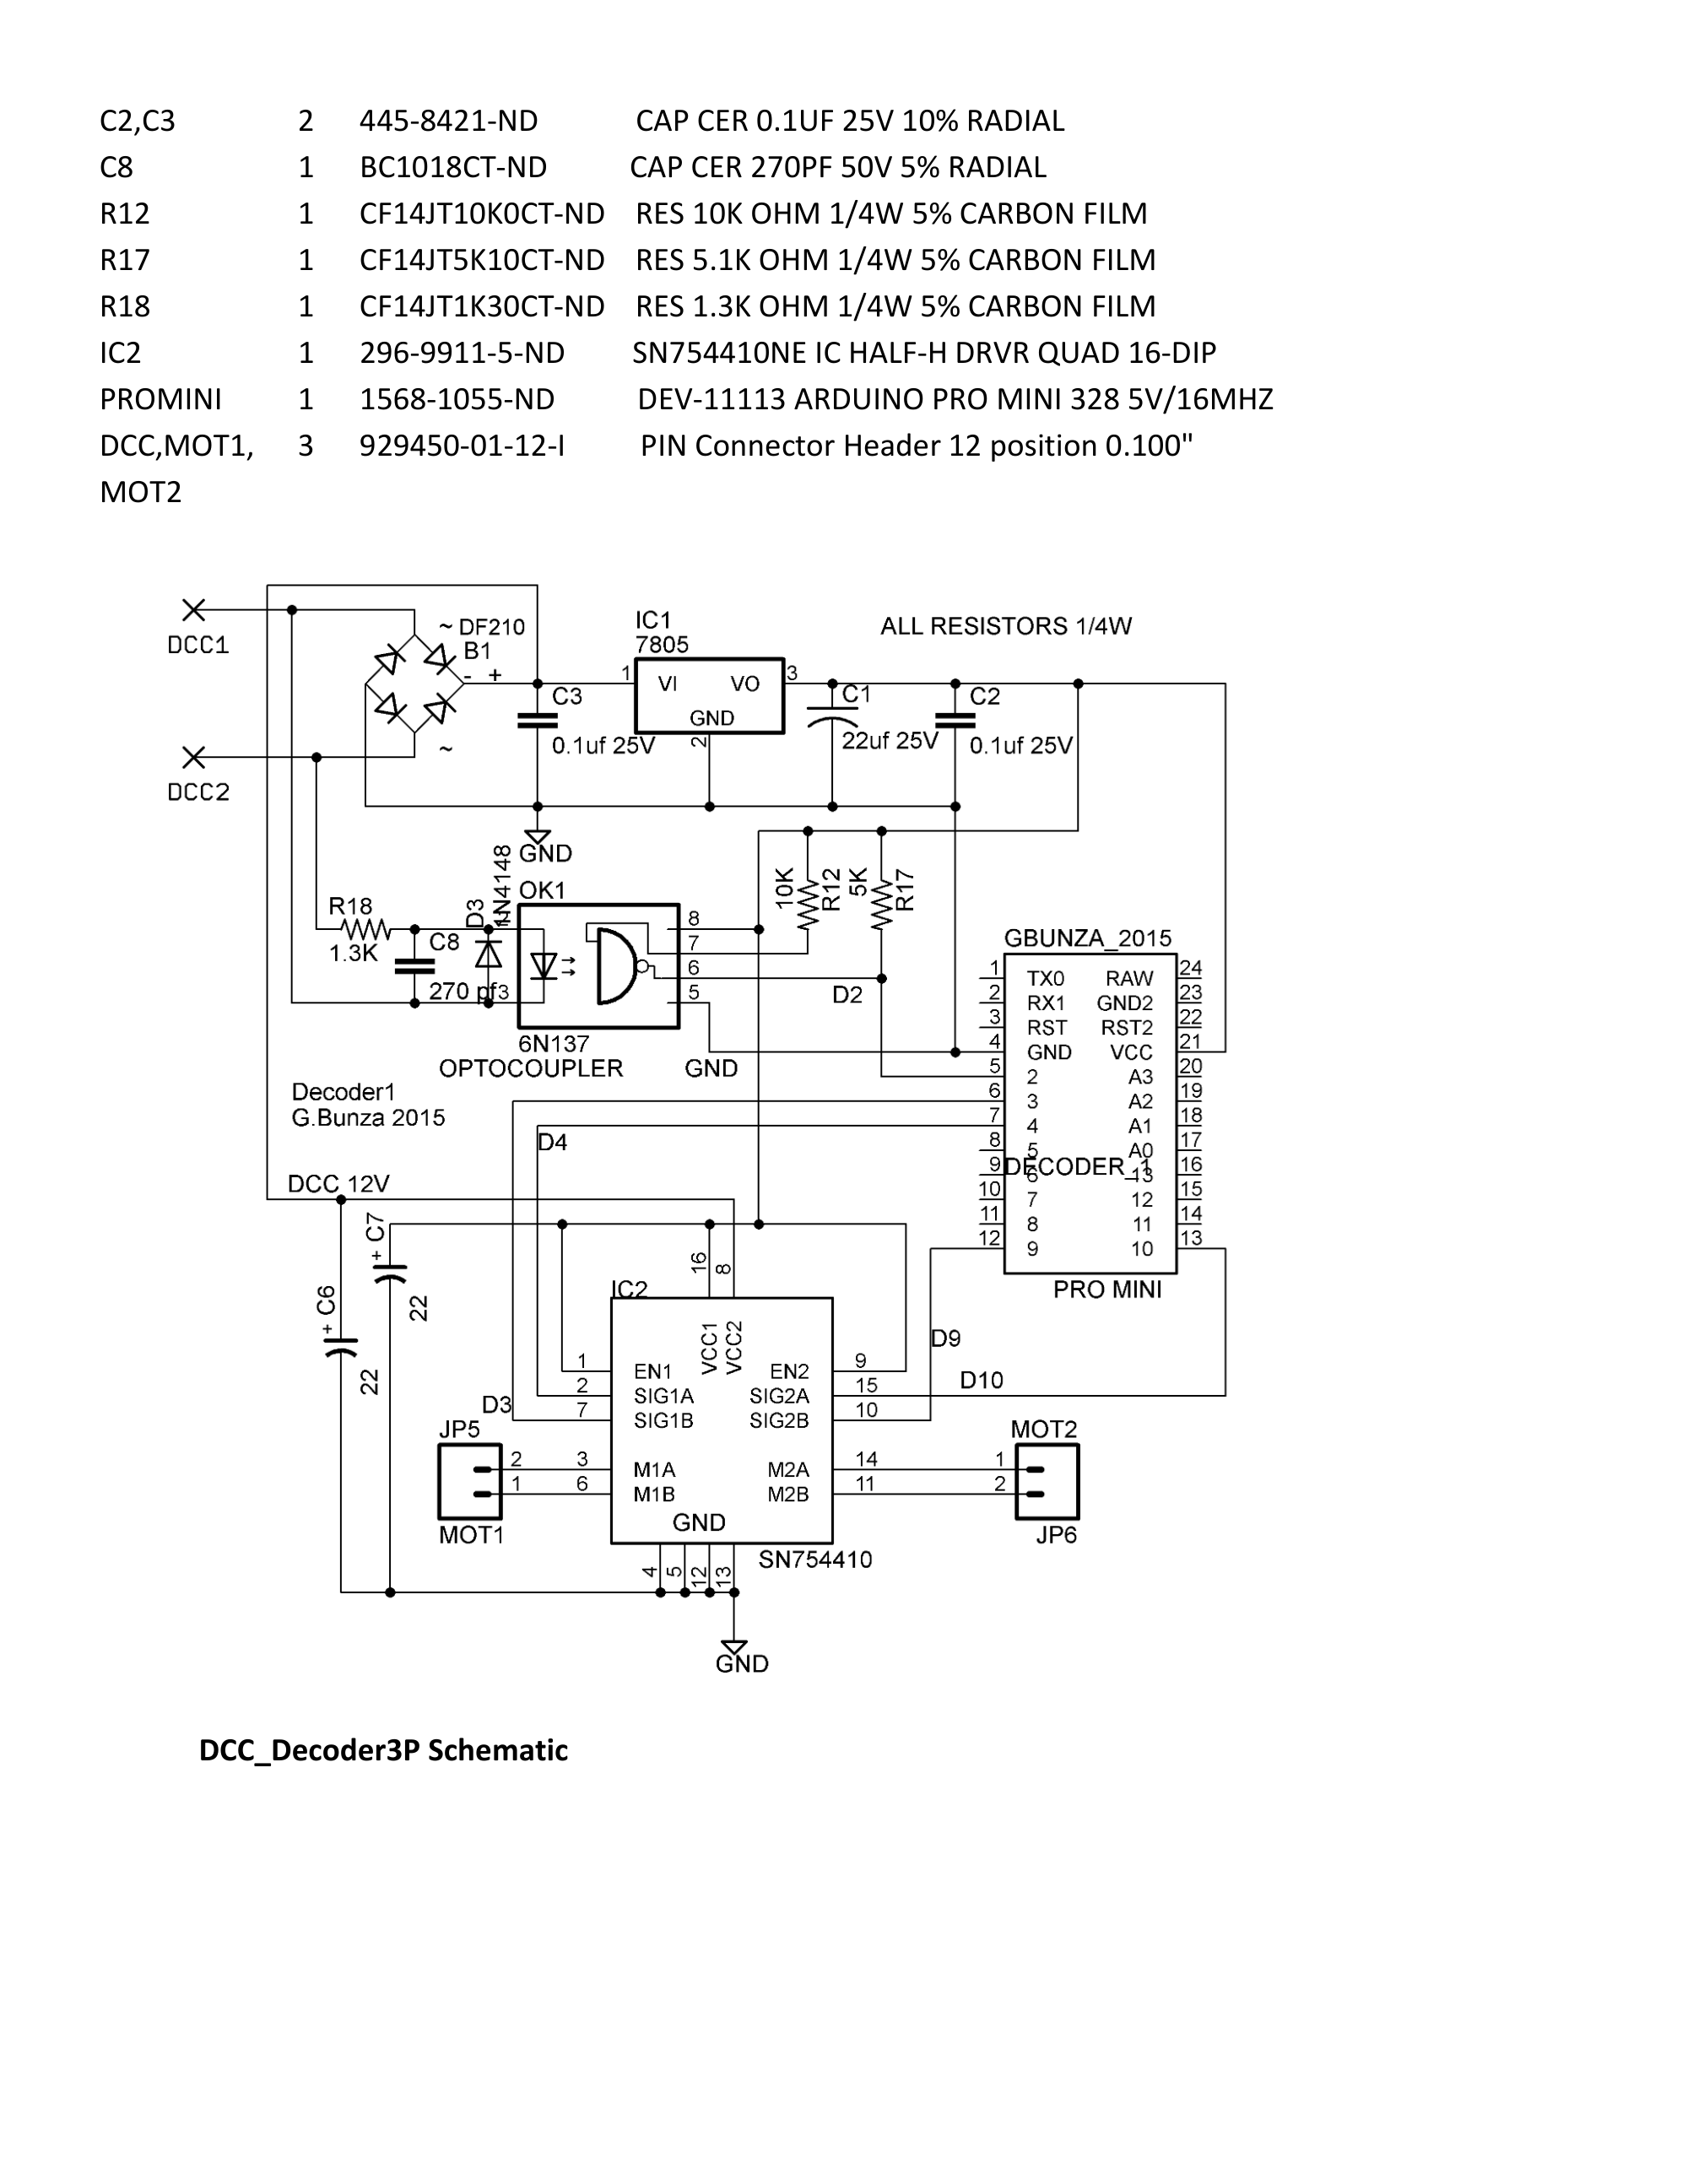 C2,C3 2 445-8421-ND CAP CER 0.1UF 25V 10% RADIAL
C8 1 BC1018CT-ND CAP CER 270PF 50V 5% RADIAL
R12 1 CF14JT10K0CT-ND RES 10K OHM 1/4W 5% CARBON FILM
R17 1 CF14JT5K10CT-ND RES 5.1K OHM 1/4W 5% CARBON FILM
R18 1 CF14JT1K30CT-ND RES 1.3K OHM 1/4W 5% CARBON FILM
IC2 1 296-9911-5-ND SN754410NE IC HALF-H DRVR QUAD 16-DIP
PROMINI 1 1568-1055-ND DEV-11113 ARDUINO PRO MINI 328 5V/16MHZ
DCC,MOT1, 3 929450-01-12-I PIN Connector Header 12 position 0.100"
MOT2
DCC1
DCC2
~ DF210
B1
- +
~
IC1
7805
1 VI VO 3
GND
2
ALL RESISTORS 1/4W
C3
0.1uf 25V
C1
22uf 25V
C2
0.1uf 25V
GND
R18
1.3K
C8
270 pf
D3
1N4148
2
3
OK1
8
7
6
5
6N137
OPTOCOUPLER
GND
10K
R12
5K
R17
D2
GBUNZA_2015
1 TX0 RAW 24
2 RX1 GND2 23
3 RST RST2 22
4 GND VCC 21
5 2 A3 20
6 3 A2 19
7 4 A1 18
8 5 A0 17
9 6 13 16
DECODER_1
10 7 12 15
11 8 11 14
12 9 10 13
PRO MINI
Decoder1
G.Bunza 2015
D4
DCC 12V
+ C7
22
+ C6
22
IC2
16
8
VCC1
VCC2
1 EN1 EN2 9
2 SIG1A SIG2A 15
7 SIG1B SIG2B 10
3 M1A M2A 14
6 M1B M2B 11
GND
4
5
12
13
SN754410
D3
D9
D10
JP5
2
1
MOT1
MOT2
1
2
JP6
GND
DCC_Decoder3P Schematic